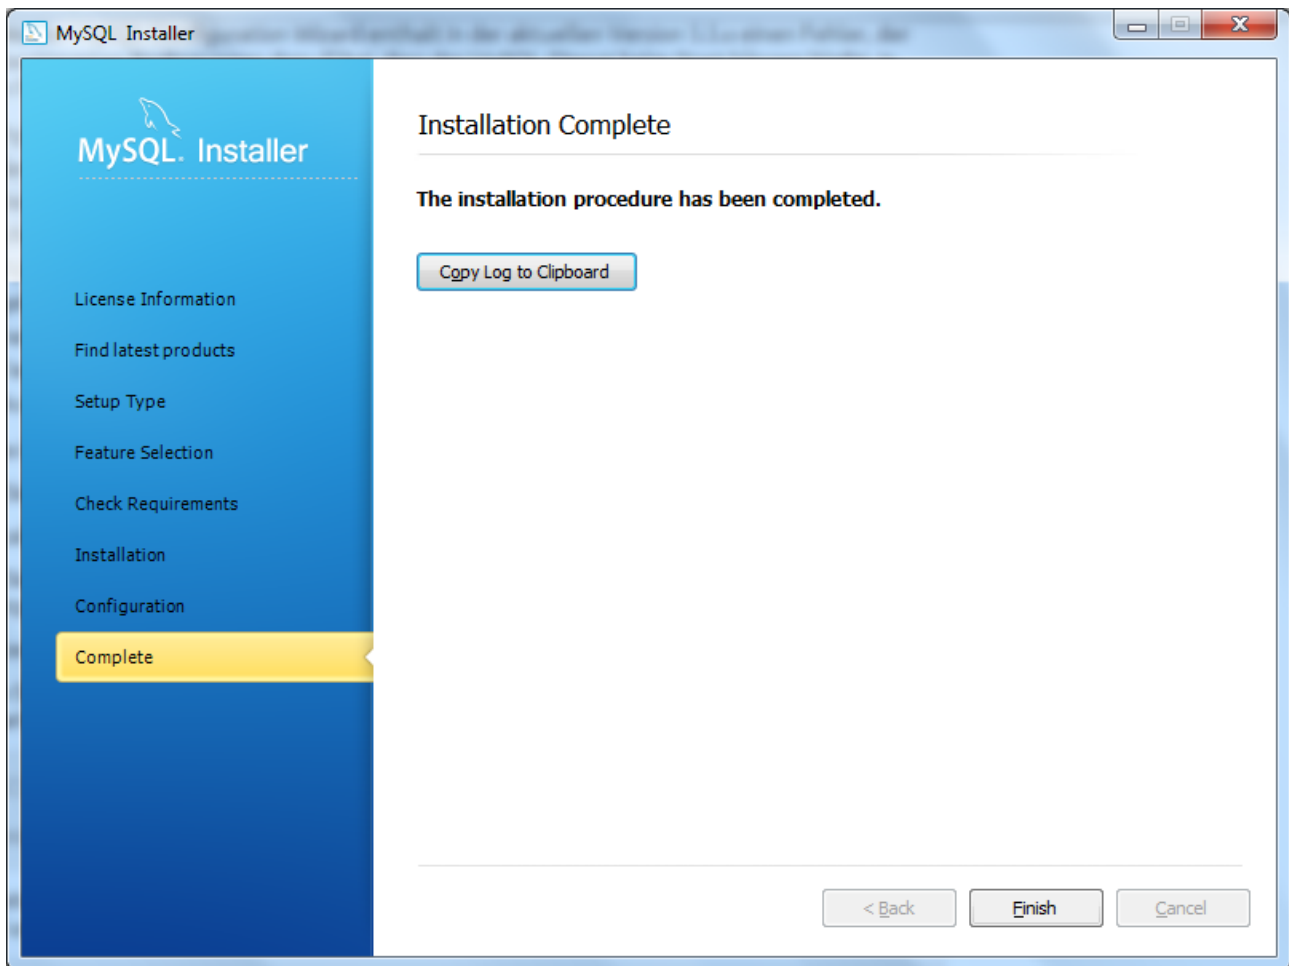 MySQL Installer
MySQL. Installer
License Information
Find latest products
Setup Type
Feature Selection
Check Requirements
Installation
Configuration
Complete
Installation Complete
The installation procedure has been completed.
Copy Log to Clipboard
< Back
Finish
Cancel